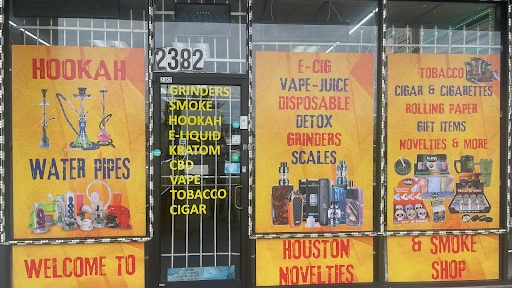 HOOKAH
WATER PIPES
WELCOME TO
2382
2382
GRINDERS
SMOKE
HOOKAH
E-LIQUID
KRATOM
CBD
VAPE
TOBACCO
CIGAR
E-CIG
VAPE-JUICE
DISPOSABLE
DETOX
GRINDERS
SCALES
HOUSTON
NOVELTIES
TOBACCO
CIGAR & CIGARETTES
ROLLING PAPER
GIFT ITEMS
NOVELTIES & MORE
& SMOKE
SHOP